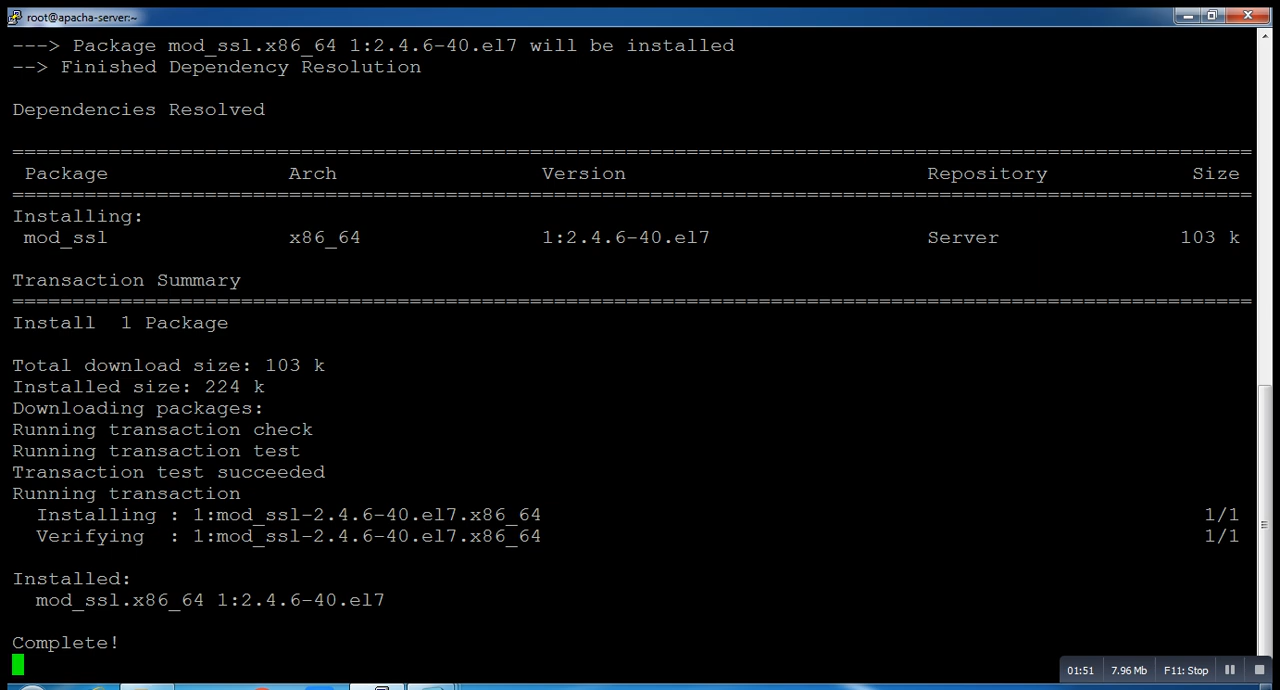 root@apacha-server:~
---> Package mod_ssl.x86_64 1:2.4.6-40.el7 will be installed
--> Finished Dependency Resolution
Dependencies Resolved
================================================================================
Package Arch Version Repository Size
================================================================================
Installing:
mod_ssl x86_64 1:2.4.6-40.el7 Server 103 k
Transaction Summary
================================================================================
Install 1 Package
Total download size: 103 k
Installed size: 224 k
Downloading packages:
Running transaction check
Running transaction test
Transaction test succeeded
Running transaction
Installing : 1:mod_ssl-2.4.6-40.el7.x86_64 1/1
Verifying : 1:mod_ssl-2.4.6-40.el7.x86_64 1/1
Installed:
mod_ssl.x86_64 1:2.4.6-40.el7
Complete!
01:51 7.96 Mb F11: Stop